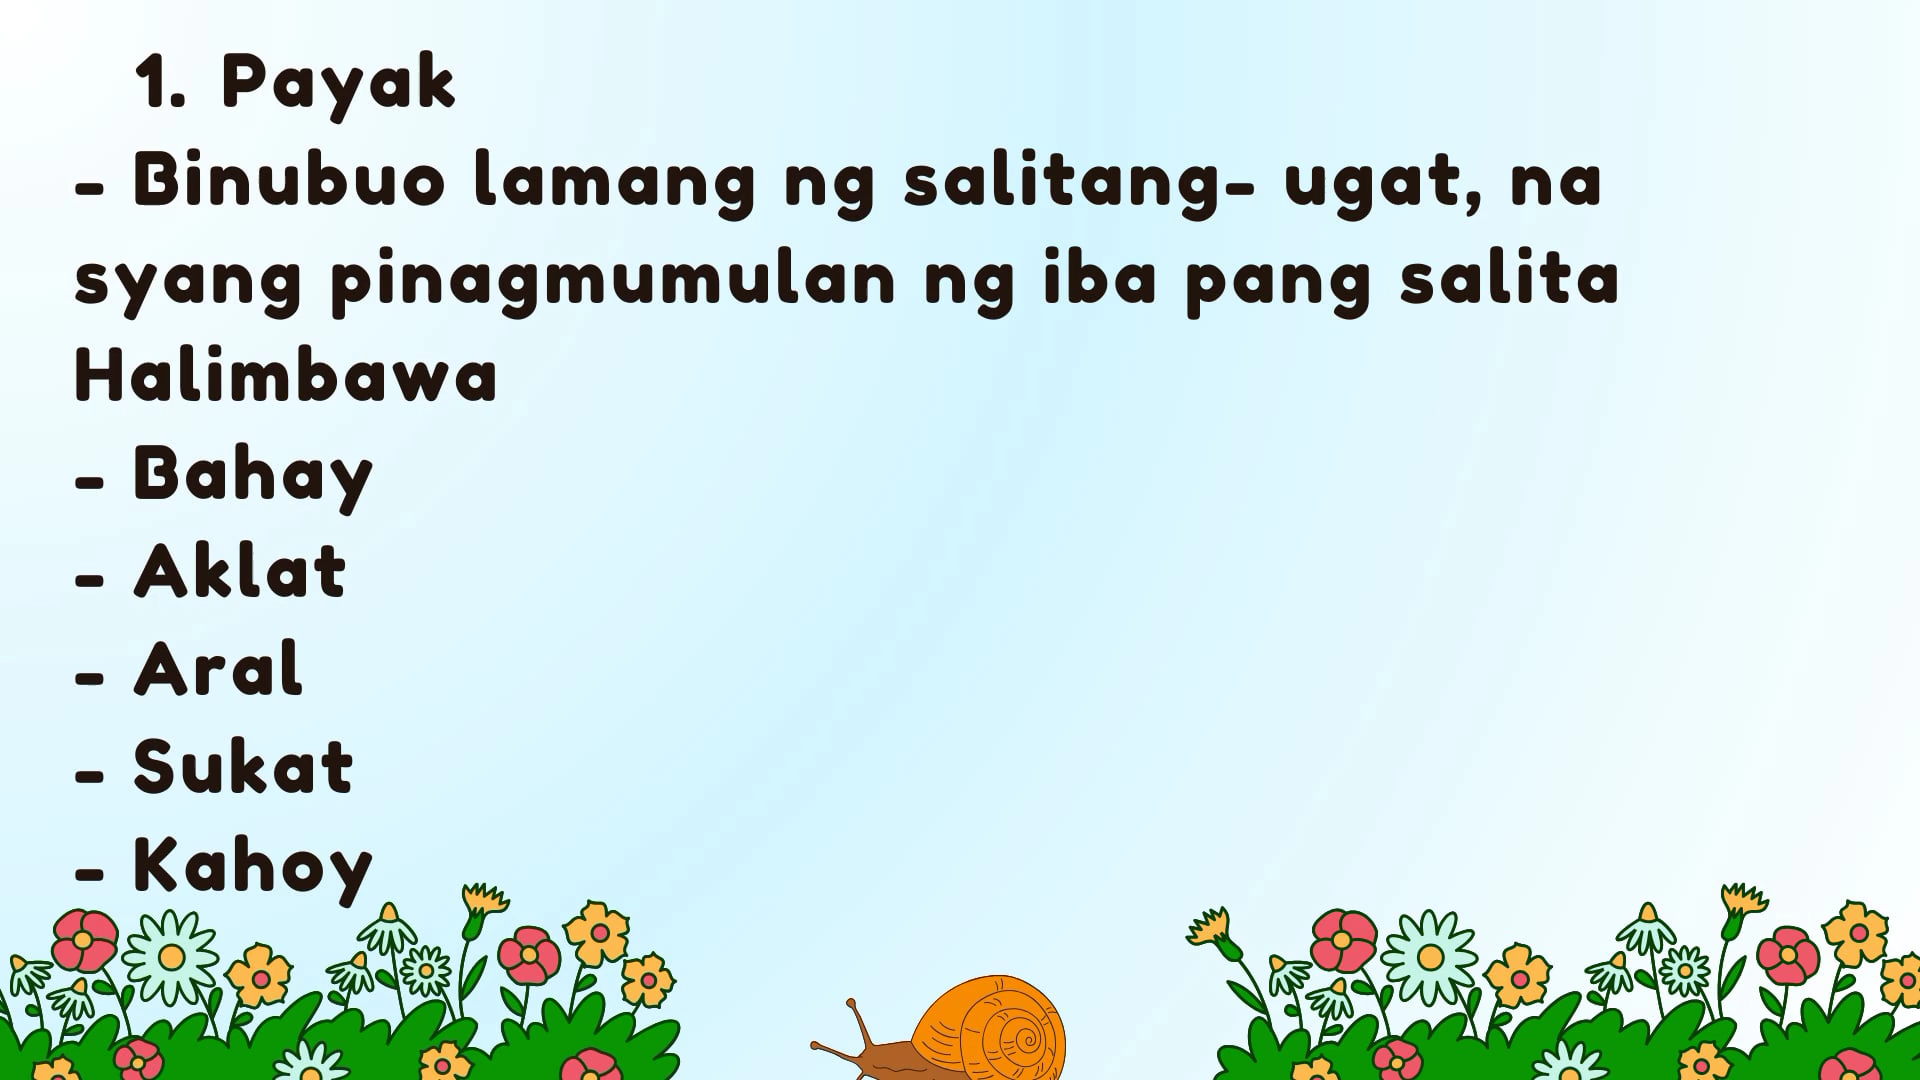 1. Payak
- Binubuo lamang ng salitang- ugat, na
syang pinagmumulan ng iba pang salita
Halimbawa
- Bahay
- Aklat
- Aral
- Sukat
- Kahoy